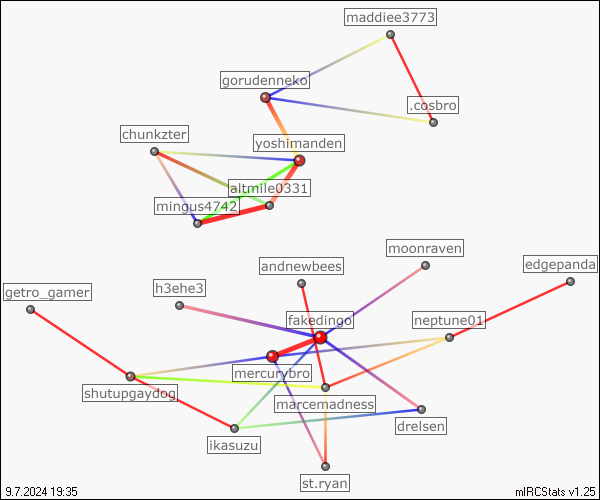 maddiee3773
gorudenneko
.cosbro
chunkzter
yoshimanden
altmile0331
mingus4742
moonraven
andnewbees
edgepanda
h3ehe3
getro_gamer
fakedingo
neptune01
mercurybro
shutupgaydog
marcemadness
drelsen
ikasuzu
st.ryan
9.7.2024 19:35
mIRCStats v1.25